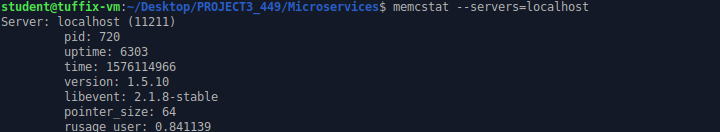 student@tuffix-vm:~/Desktop/PROJECT3_449/Microservices$ memcstat --servers=localhost
Server: localhost (11211)
pid: 720
uptime: 6303
time: 1576114966
version: 1.5.10
libevent: 2.1.8-stable
pointer_size: 64
rusage_user: 0.841139